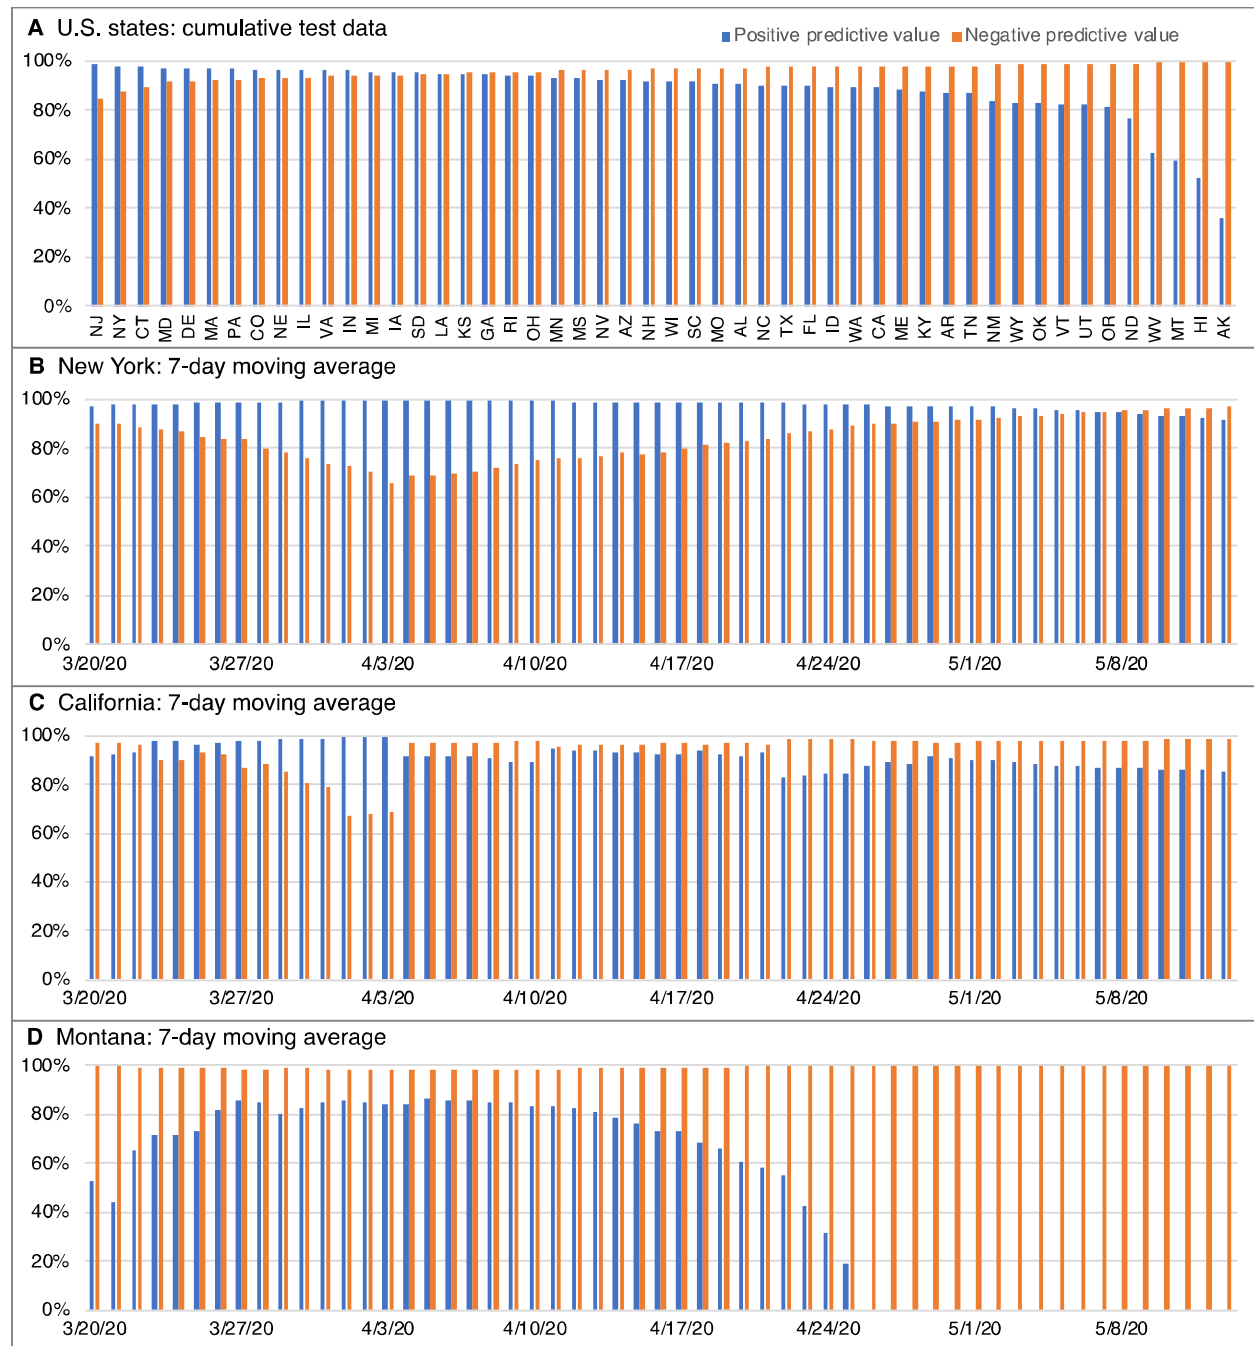 A U.S. states: cumulative test data
Positive predictive value Negative predictive value
100%
80%
60%
40%
20%
0%
NJ NY CT MD DE MA PA CO NE IL VA IN MI IA SD LA KS GA RI OH MN MS NV AZ NH WI SC MO AL NC TX FL ID WA CA ME KY AR TN NM WY OK VT UT OR ND WV MT HI AK
B New York: 7-day moving average
100%
80%
60%
40%
20%
0%
3/20/20 3/27/20 4/3/20 4/10/20 4/17/20 4/24/20 5/1/20 5/8/20
C California: 7-day moving average
100%
80%
60%
40%
20%
0%
3/20/20 3/27/20 4/3/20 4/10/20 4/17/20 4/24/20 5/1/20 5/8/20
D Montana: 7-day moving average
100%
80%
60%
40%
20%
0%
3/20/20 3/27/20 4/3/20 4/10/20 4/17/20 4/24/20 5/1/20 5/8/20